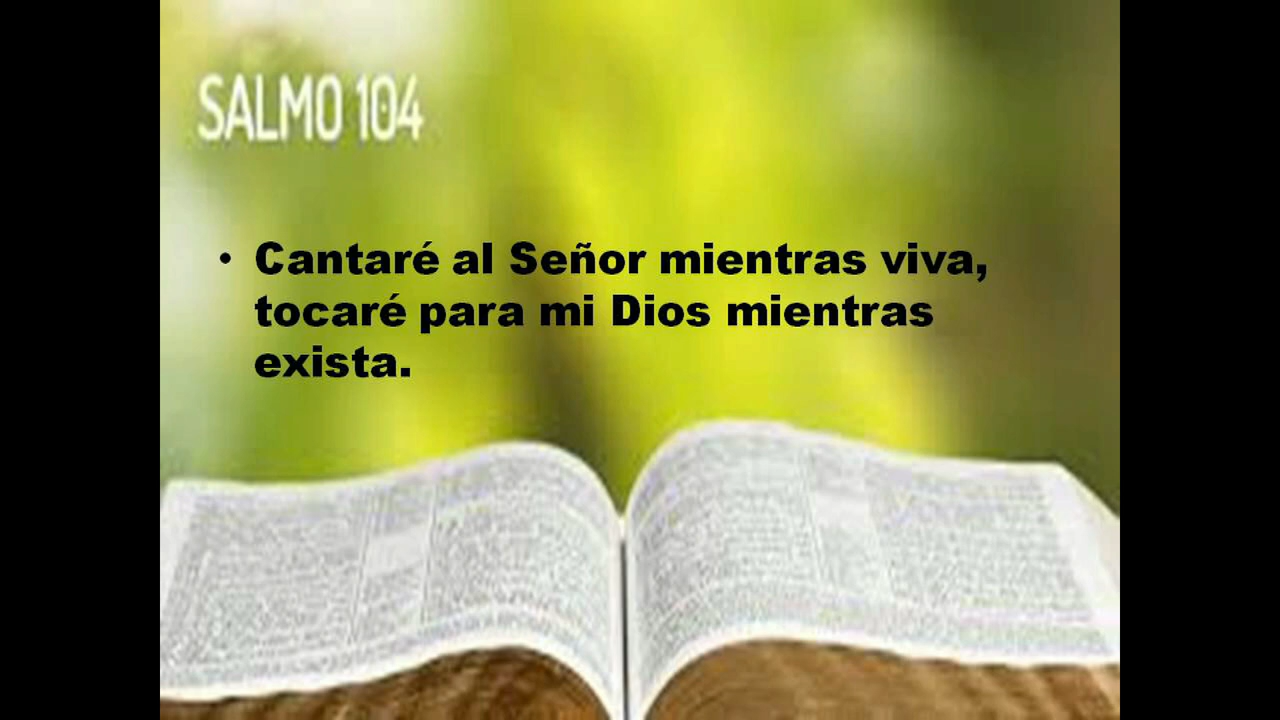 SALMO 104
• Cantaré al Señor mientras viva,
tocaré para mi Dios mientras
exista.